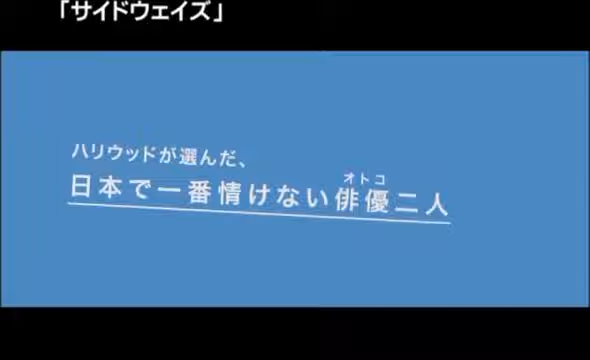 「サイドウェイズ」
ハリウッドが選んだ、
オトコ
日本で一番情けない俳優二人